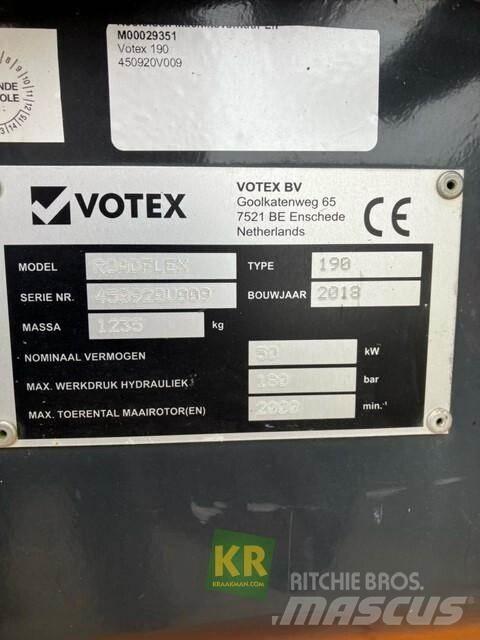 M00029351
Votex 190
450920V009
NDE
OLE
VOTEX
VOTEX BV
Goolkatenweg 65
7521 BE Enschede
Netherlands
CE
MODEL ROADFLEX TYPE 190
SERIE NR. 450920V009 BOUWJAAR 2018
MASSA 1235 kg
NOMINAAL VERMOGEN 50 kW
MAX. WERKDRUK HYDRAULIEK 180 bar
MAX. TOERENTAL MAAIROTOR(EN) 2000 min.⁻¹
KR
KRAAKMAN.COM
RITCHIE BROS.
MASCUS